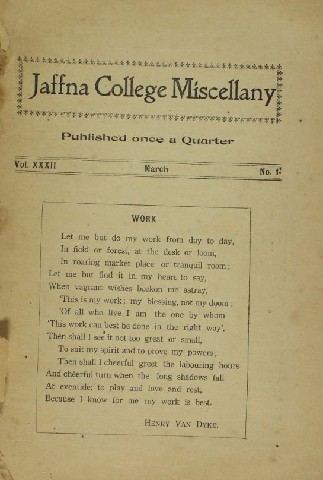 Jaffna College Miscellany
Published once a Quarter
Vol. XXXII March No. 1.
WORK
Let me but do my work from day to day,
In field or forest, at the desk or loom,
In roaring market place or tranquil room;
Let me but find it in my heart to say,
When vagrant wishes beckon me astray,
'This is my work; my blessing, not my doom;
'Of all who live I am the one by whom
'This work can best be done in the right way'.
Then shall I see it not too great or small,
To suit my spirit and to prove my powers;
Then shall I cheerful greet the labouring hours
And cheerful turn when the long shadows fall
At eventide; to play and love and rest,
Because I know for me my work is best.
HENRY VAN DYKE.